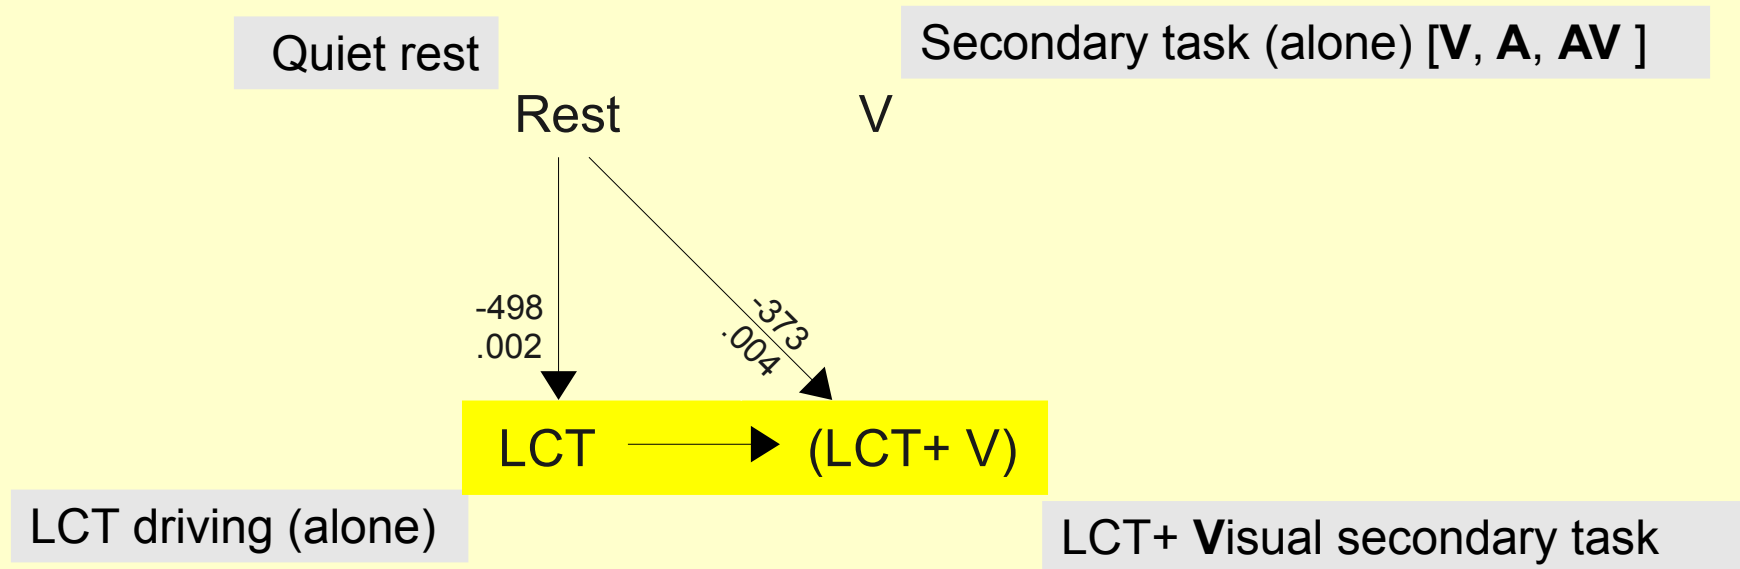 Quiet rest
Secondary task (alone) [V, A, AV ]
Rest
V
-498
.002
-373
.004
LCT
(LCT+ V)
LCT driving (alone)
LCT+ Visual secondary task